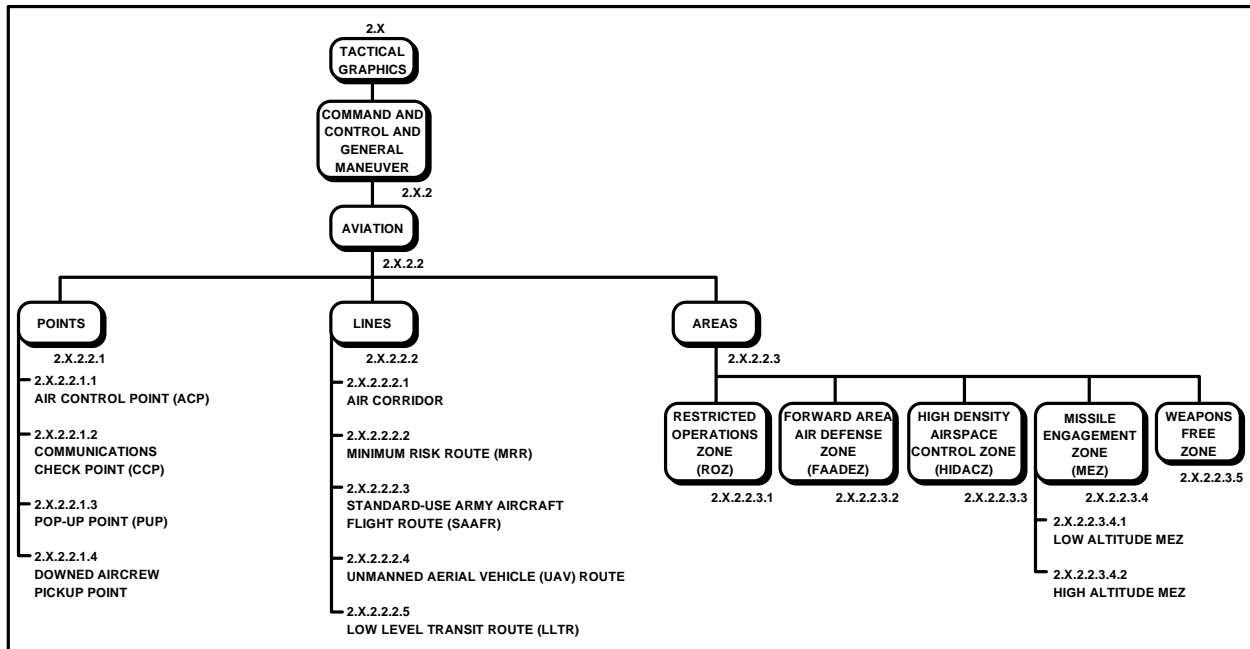 2.X
TACTICAL
GRAPHICS
COMMAND AND
CONTROL AND
GENERAL
MANEUVER
2.X.2
AVIATION
2.X.2.2
POINTS
2.X.2.2.1
2.X.2.2.1.1
AIR CONTROL POINT (ACP)
2.X.2.2.1.2
COMMUNICATIONS
CHECK POINT (CCP)
2.X.2.2.1.3
POP-UP POINT (PUP)
2.X.2.2.1.4
DOWNED AIRCREW
PICKUP POINT
LINES
2.X.2.2.2
2.X.2.2.2.1
AIR CORRIDOR
2.X.2.2.2.2
MINIMUM RISK ROUTE (MRR)
2.X.2.2.2.3
STANDARD-USE ARMY AIRCRAFT
FLIGHT ROUTE (SAAFR)
2.X.2.2.2.4
UNMANNED AERIAL VEHICLE (UAV) ROUTE
2.X.2.2.2.5
LOW LEVEL TRANSIT ROUTE (LLTR)
AREAS
2.X.2.2.3
RESTRICTED
OPERATIONS
ZONE
(ROZ)
2.X.2.2.3.1
FORWARD AREA
AIR DEFENSE
ZONE
(FAADEZ)
2.X.2.2.3.2
HIGH DENSITY
AIRSPACE
CONTROL ZONE
(HIDACZ)
2.X.2.2.3.3
MISSILE
ENGAGEMENT
ZONE
(MEZ)
2.X.2.2.3.4
2.X.2.2.3.4.1
LOW ALTITUDE MEZ
2.X.2.2.3.4.2
HIGH ALTITUDE MEZ
WEAPONS
FREE
ZONE
2.X.2.2.3.5